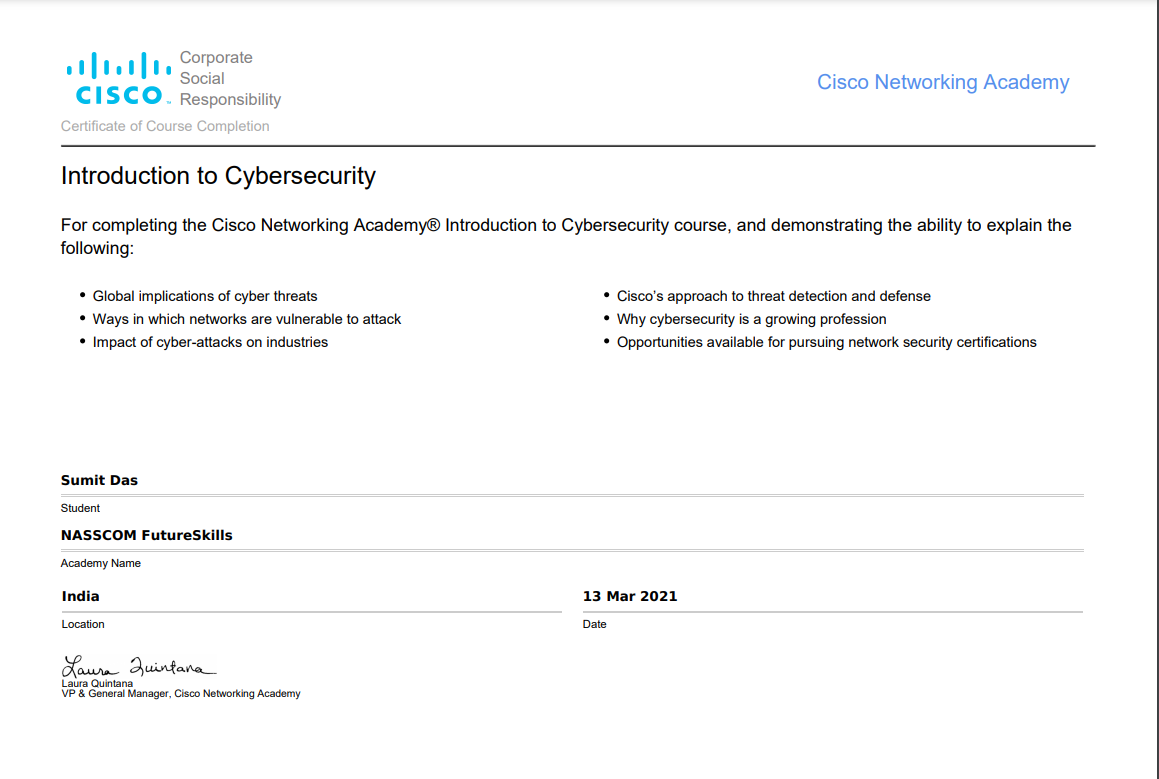 Corporate
Social
Responsibility
CISCO™
Cisco Networking Academy
Certificate of Course Completion
Introduction to Cybersecurity
For completing the Cisco Networking Academy® Introduction to Cybersecurity course, and demonstrating the ability to explain the
following:
• Global implications of cyber threats
• Ways in which networks are vulnerable to attack
• Impact of cyber-attacks on industries
• Cisco’s approach to threat detection and defense
• Why cybersecurity is a growing profession
• Opportunities available for pursuing network security certifications
Sumit Das
Student
NASSCOM FutureSkills
Academy Name
India
Location
13 Mar 2021
Date
Laura Quintana
Laura Quintana
VP & General Manager, Cisco Networking Academy